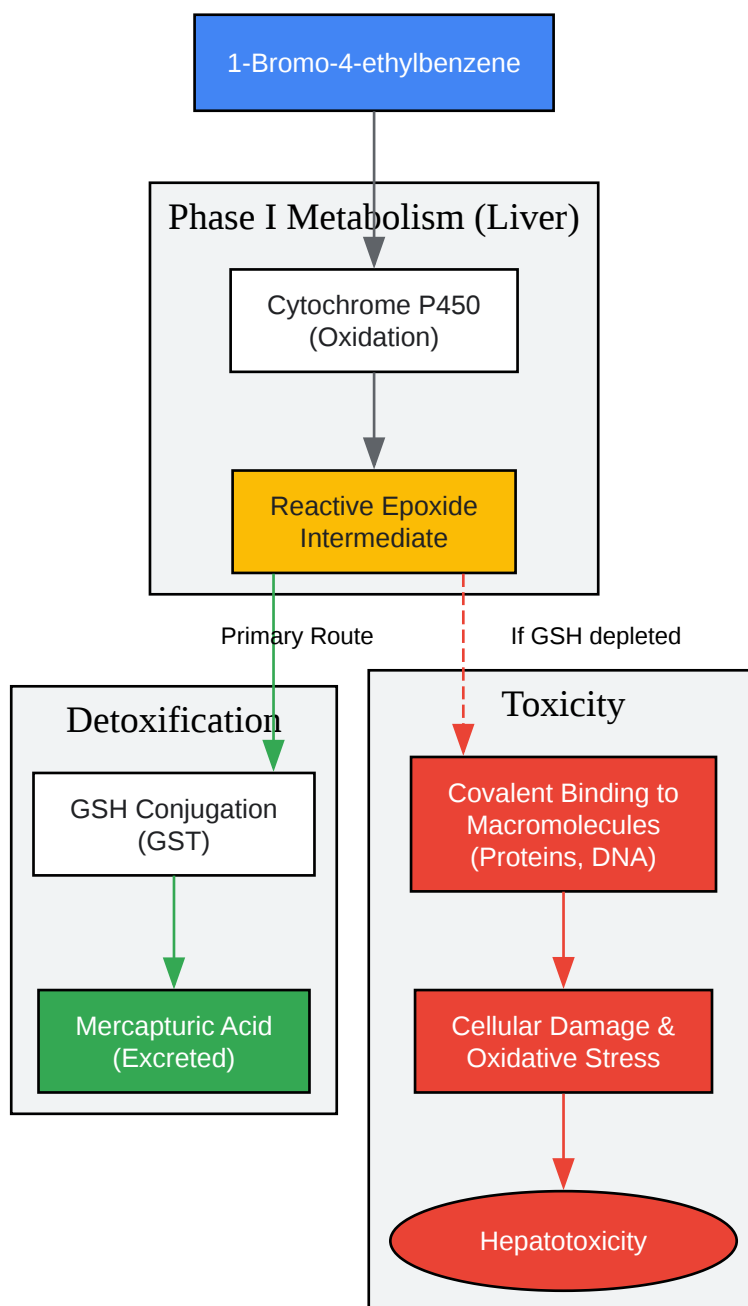 1-Bromo-4-ethylbenzene
Phase I Metabolism (Liver)
Cytochrome P450
(Oxidation)
Reactive Epoxide
Intermediate
Primary Route
If GSH depleted
Detoxification
GSH Conjugation
(GST)
Mercapturic Acid
(Excreted)
Toxicity
Covalent Binding to
Macromolecules
(Proteins, DNA)
Cellular Damage &
Oxidative Stress
Hepatotoxicity